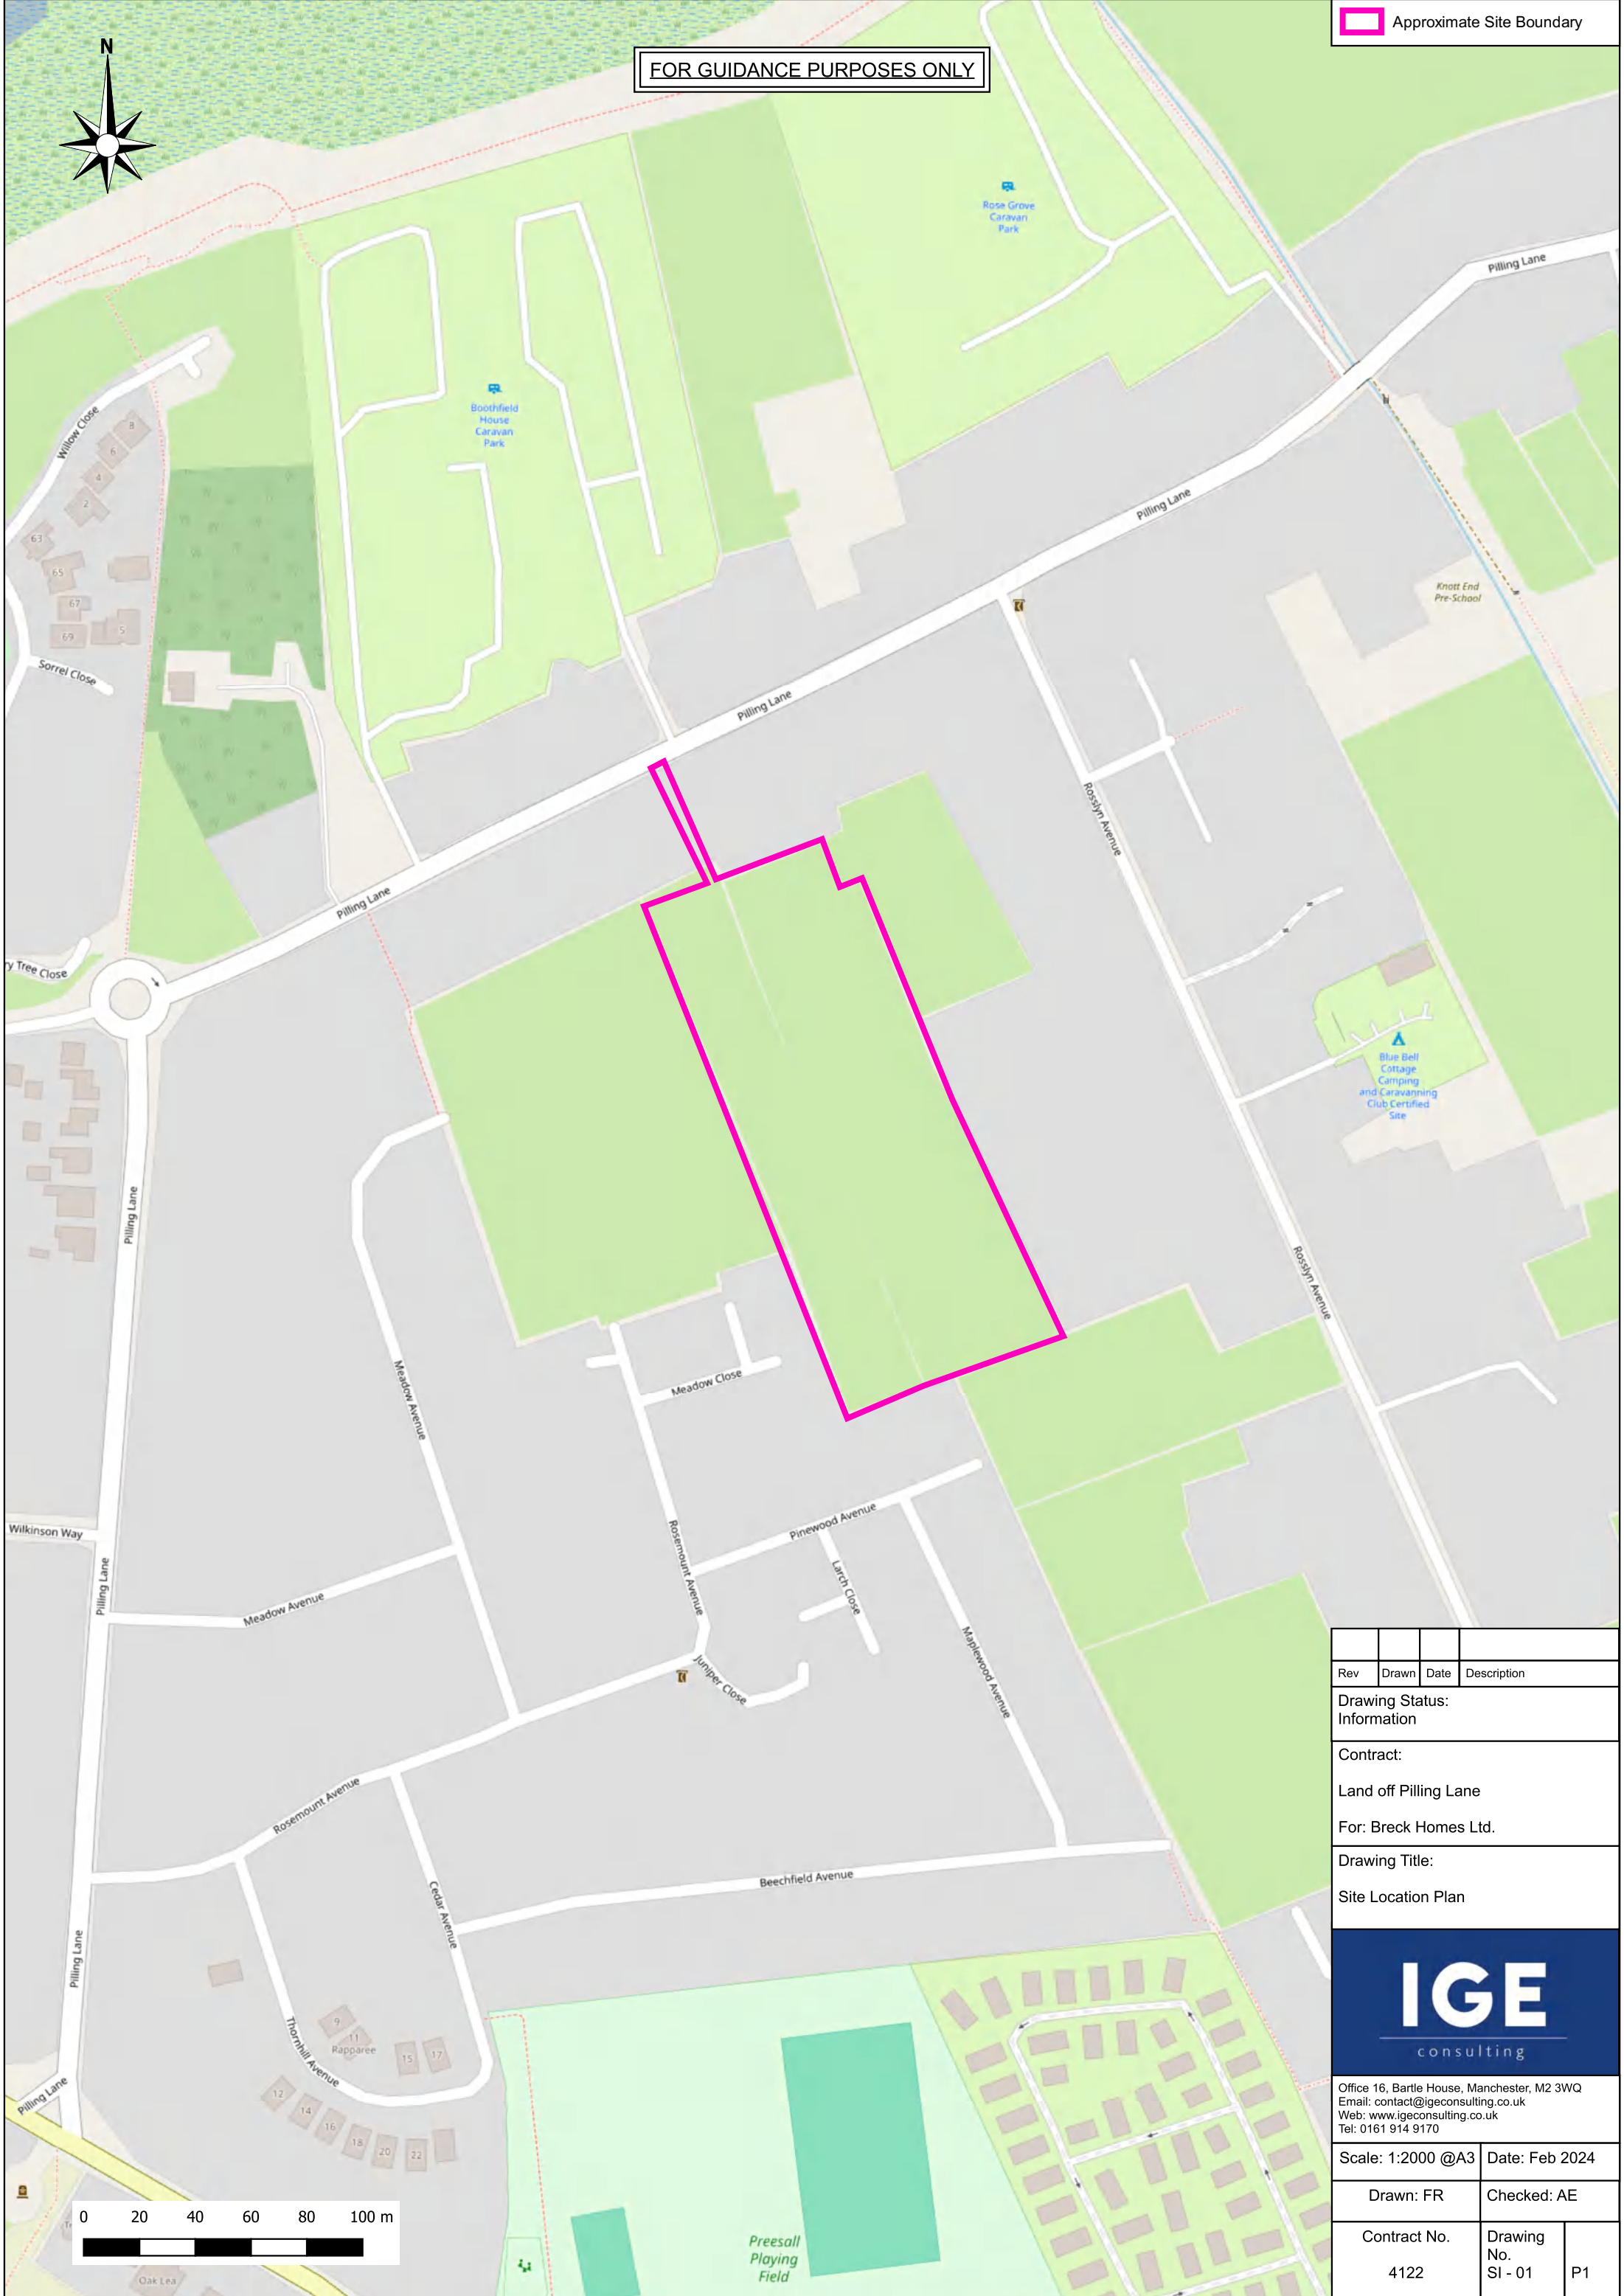 Approximate Site Boundary
N
FOR GUIDANCE PURPOSES ONLY
Rose Grove
Caravan
Park
Pilling Lane
Boothfield
House
Caravan
Park
Willow Close
8
6
4
2
63
65
67
69
5
Sorrel Close
Pilling Lane
Knott End
Pre-School
Pilling Lane
Rosslyn Avenue
Pilling Lane
ry Tree Close
Blue Bell
Cottage
Camping
and Caravanning
Club Certified
Site
Pilling Lane
Rosslyn Avenue
Meadow Avenue
Meadow Close
Pinewood Avenue
Wilkinson Way
Rosemount Avenue
Larch Close
Pilling Lane
Meadow Avenue
Maplewood Avenue
Juniper Close
Rosemount Avenue
Beechfield Avenue
Cedar Avenue
Pilling Lane
Thornhill Avenue
9
11
Rapparee
15
17
12
14
16
18
20
22
Pilling Lane
Preesall
Playing
Field
Oak Lea
0 20 40 60 80 100 m
Rev Drawn Date Description
Drawing Status:
Information
Contract:
Land off Pilling Lane
For: Breck Homes Ltd.
Drawing Title:
Site Location Plan
IGE
consulting
Office 16, Bartle House, Manchester, M2 3WQ
Email: contact@igeconsulting.co.uk
Web: www.igeconsulting.co.uk
Tel: 0161 914 9170
Scale: 1:2000 @A3 Date: Feb 2024
Drawn: FR Checked: AE
Contract No.
4122
Drawing
No.
SI - 01
P1